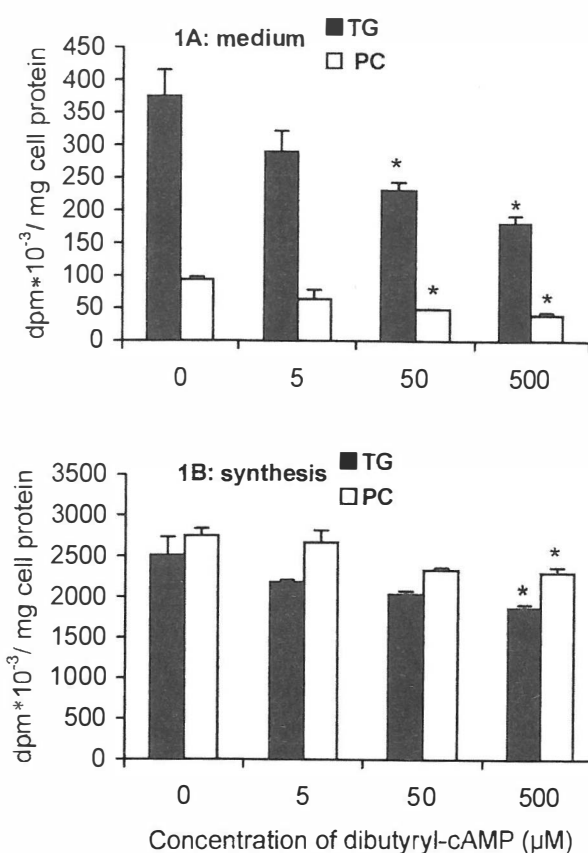 1A: medium
TG
PC
dpm*10⁻³/ mg cell protein
450
400
350
300
250
200
150
100
50
0
*
*
*
*
0 5 50 500
1B: synthesis
TG
PC
dpm*10⁻³/ mg cell protein
3500
3000
2500
2000
1500
1000
500
0
*
*
0 5 50 500
Concentration of dibutyryl-cAMP (µM)